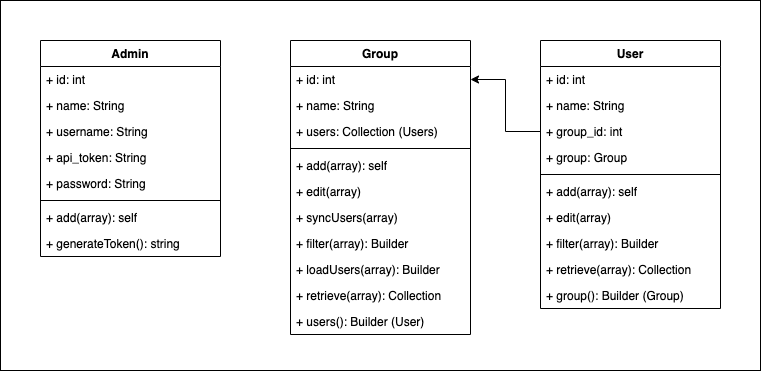 Admin
+ id: int
+ name: String
+ username: String
+ api_token: String
+ password: String
+ add(array): self
+ generateToken(): string
Group
+ id: int
+ name: String
+ users: Collection (Users)
+ add(array): self
+ edit(array)
+ syncUsers(array)
+ filter(array): Builder
+ loadUsers(array): Builder
+ retrieve(array): Collection
+ users(): Builder (User)
User
+ id: int
+ name: String
+ group_id: int
+ group: Group
+ add(array): self
+ edit(array)
+ filter(array): Builder
+ retrieve(array): Collection
+ group(): Builder (Group)